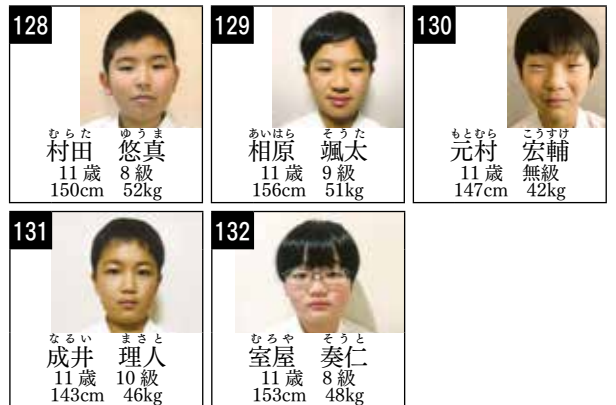 128
むらた ゆうま
村田 悠真
11歳 8級
150cm 52kg
129
あいはら そうた
相原 颯太
11歳 9級
156cm 51kg
130
もとむら こうすけ
元村 宏輔
11歳 無級
147cm 42kg
131
なるい まさと
成井 理人
11歳 10級
143cm 46kg
132
むろや そうと
室屋 奏仁
11歳 8級
153cm 48kg